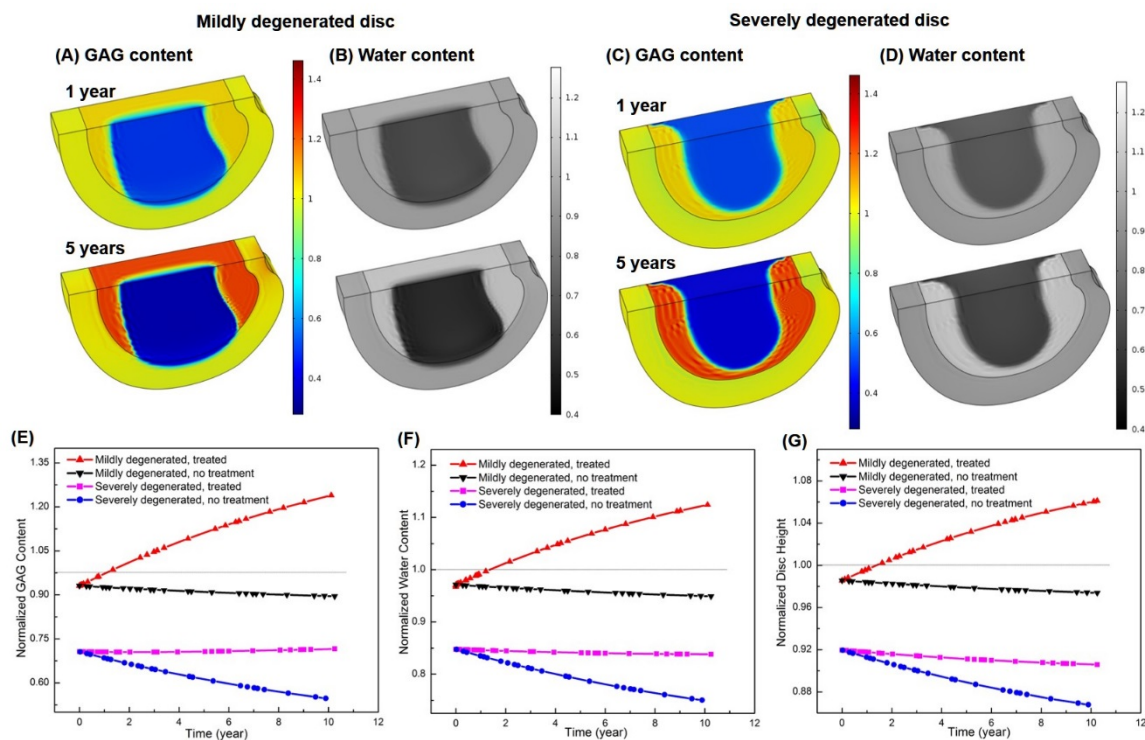 Mildly degenerated disc
Severely degenerated disc
(A) GAG content
(B) Water content
(C) GAG content
(D) Water content
1 year
5 years
1.4
1.2
1
0.8
0.6
0.4
1.2
1.1
1
0.9
0.8
0.7
0.6
0.5
0.4
1 year
5 years
1.4
1.2
1
0.8
0.6
0.4
1.2
1.1
1
0.9
0.8
0.7
0.6
0.5
0.4
(E)
Mildly degenerated, treated
Mildly degenerated, no treatment
Severely degenerated, treated
Severely degenerated, no treatment
Normalized GAG Content
1.35
1.20
1.05
0.90
0.75
0.60
0 2 4 6 8 10 12
Time (year)
(F)
Mildly degenerated, treated
Mildly degenerated, no treatment
Severely degenerated, treated
Severely degenerated, no treatment
Normalized Water Content
1.2
1.1
1.0
0.9
0.8
0 2 4 6 8 10 12
Time (year)
(G)
Mildly degenerated, treated
Mildly degenerated, no treatment
Severely degenerated, treated
Severely degenerated, no treatment
Normalized Disc Height
1.08
1.04
1.00
0.96
0.92
0.88
0 2 4 6 8 10 12
Time (year)